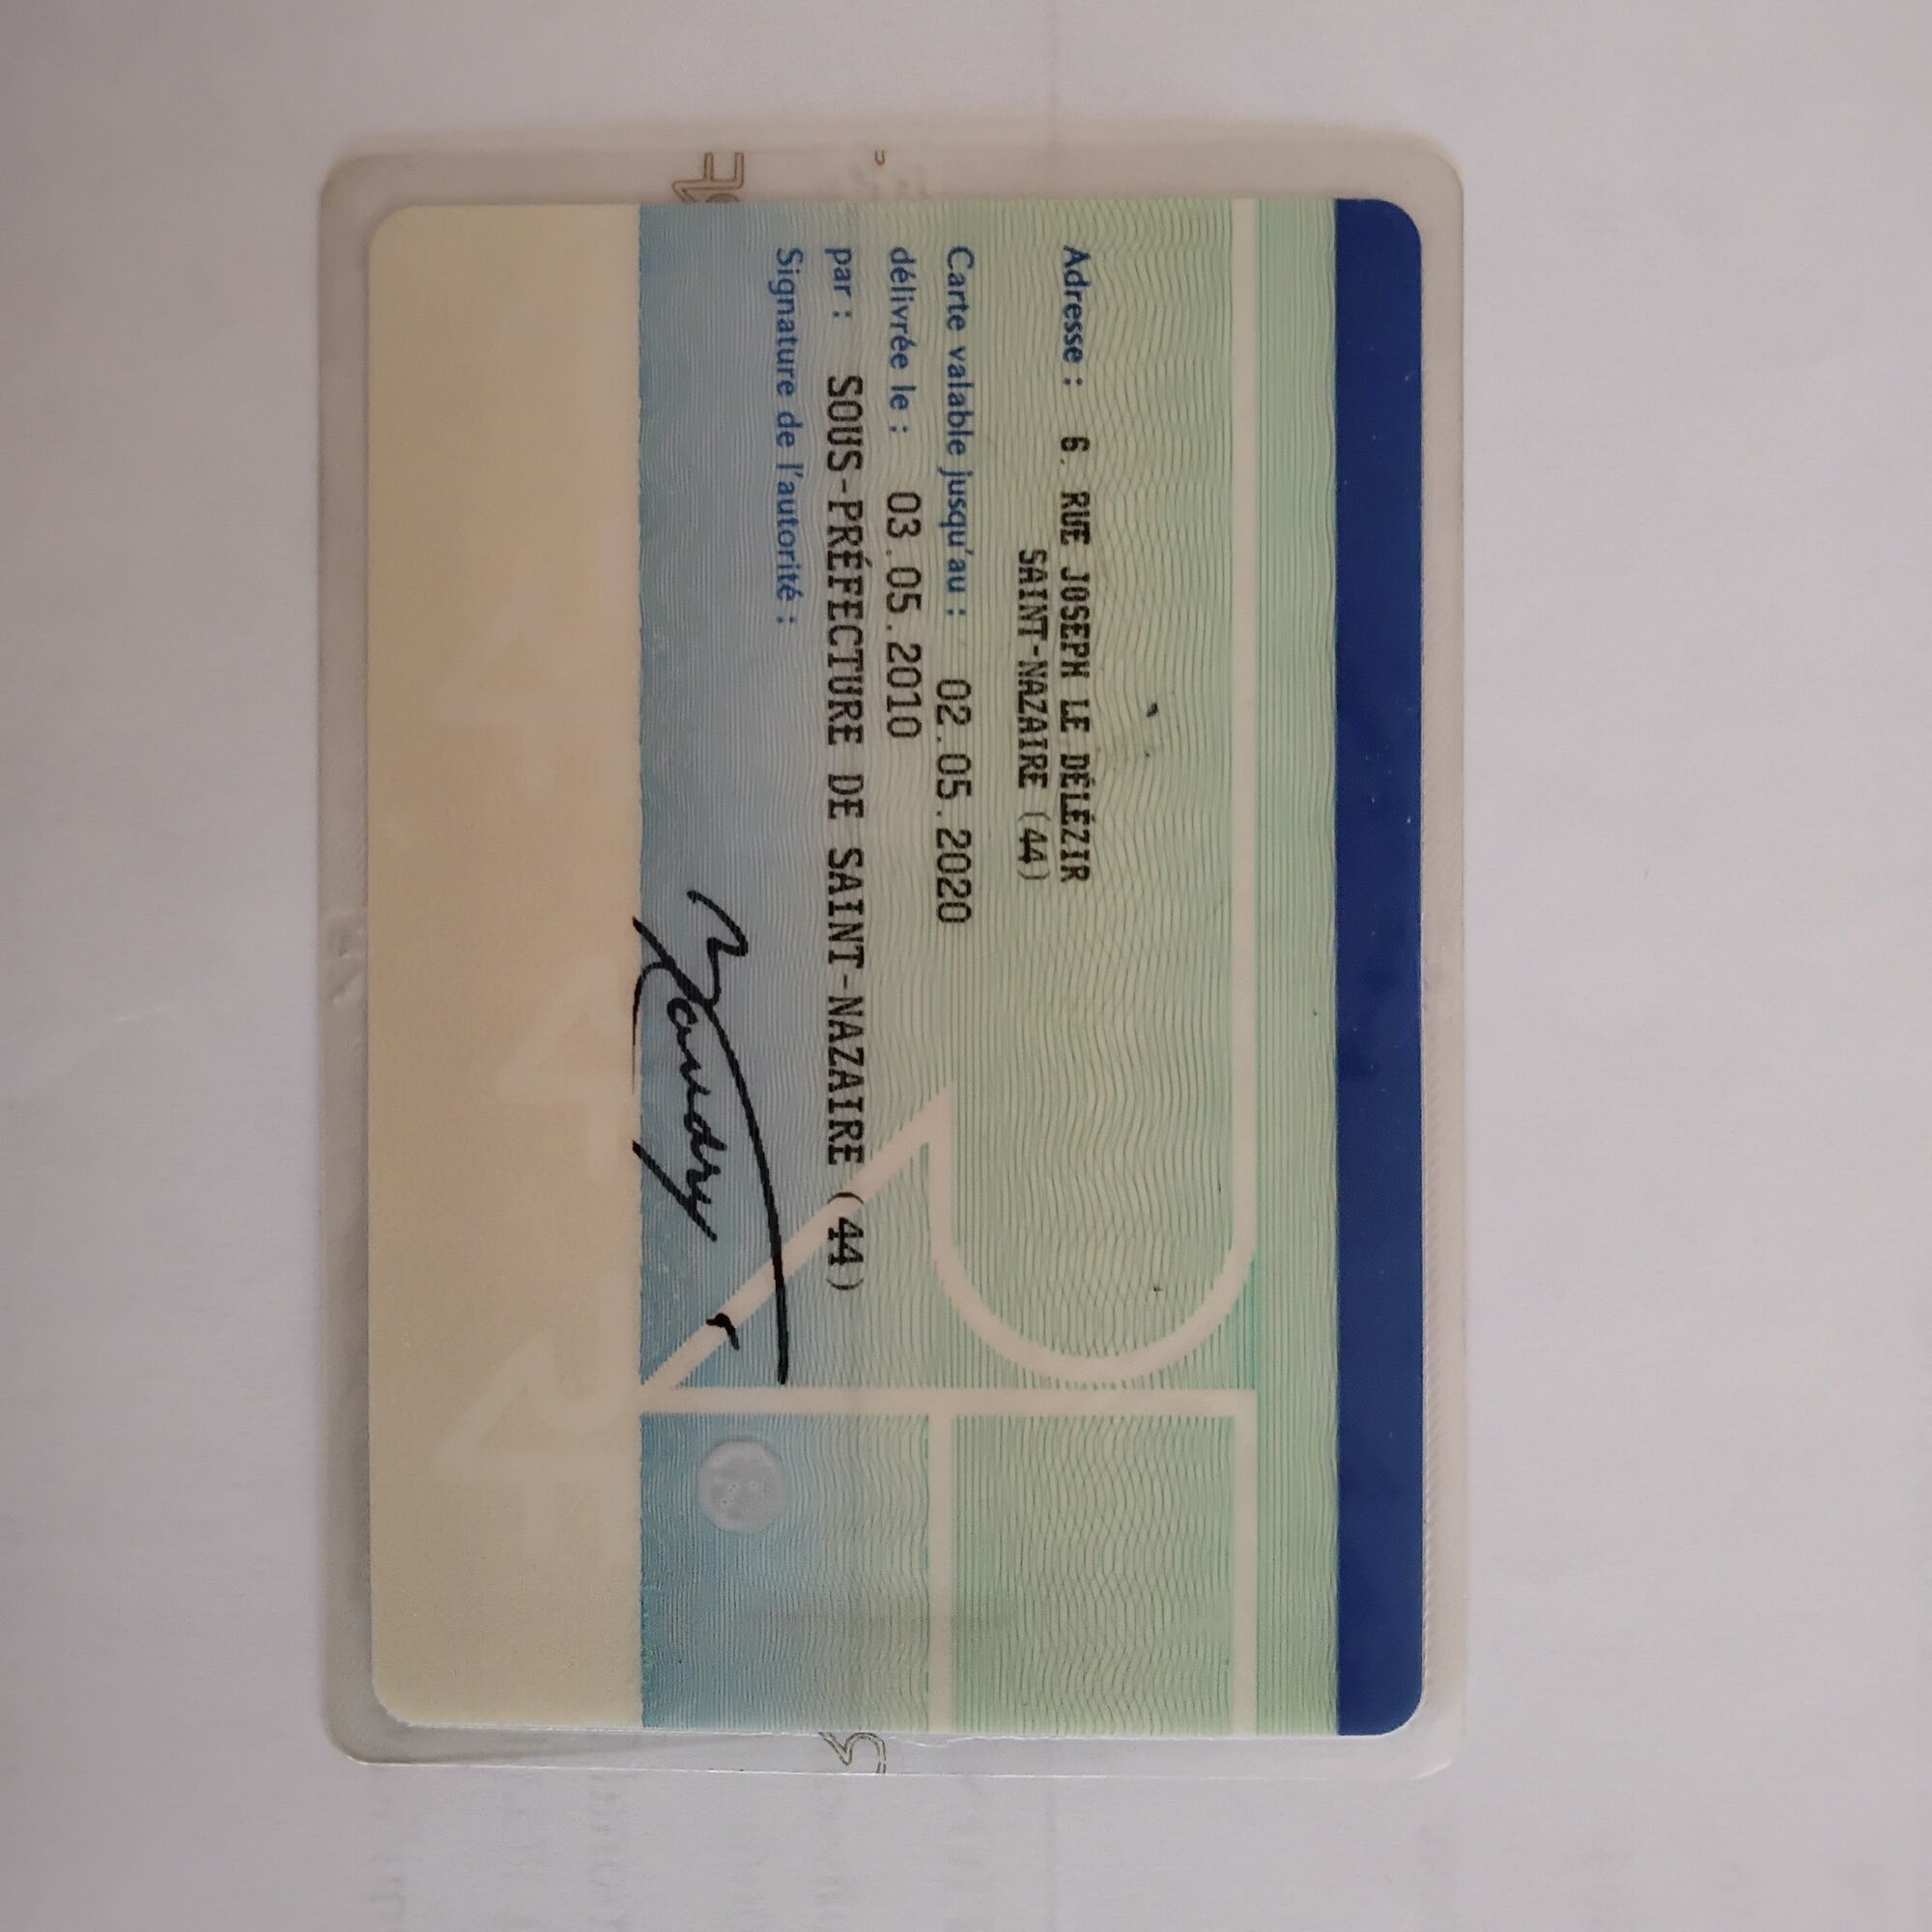 Adresse : 6. RUE JOSEPH LE DÉLÉZIR
SAINT-NAZAIRE (44)
Carte valable jusqu'au : 02.05.2020
délivrée le : 03.05.2010
par : SOUS-PRÉFECTURE DE SAINT-NAZAIRE (44)
Signature de l'autorité :